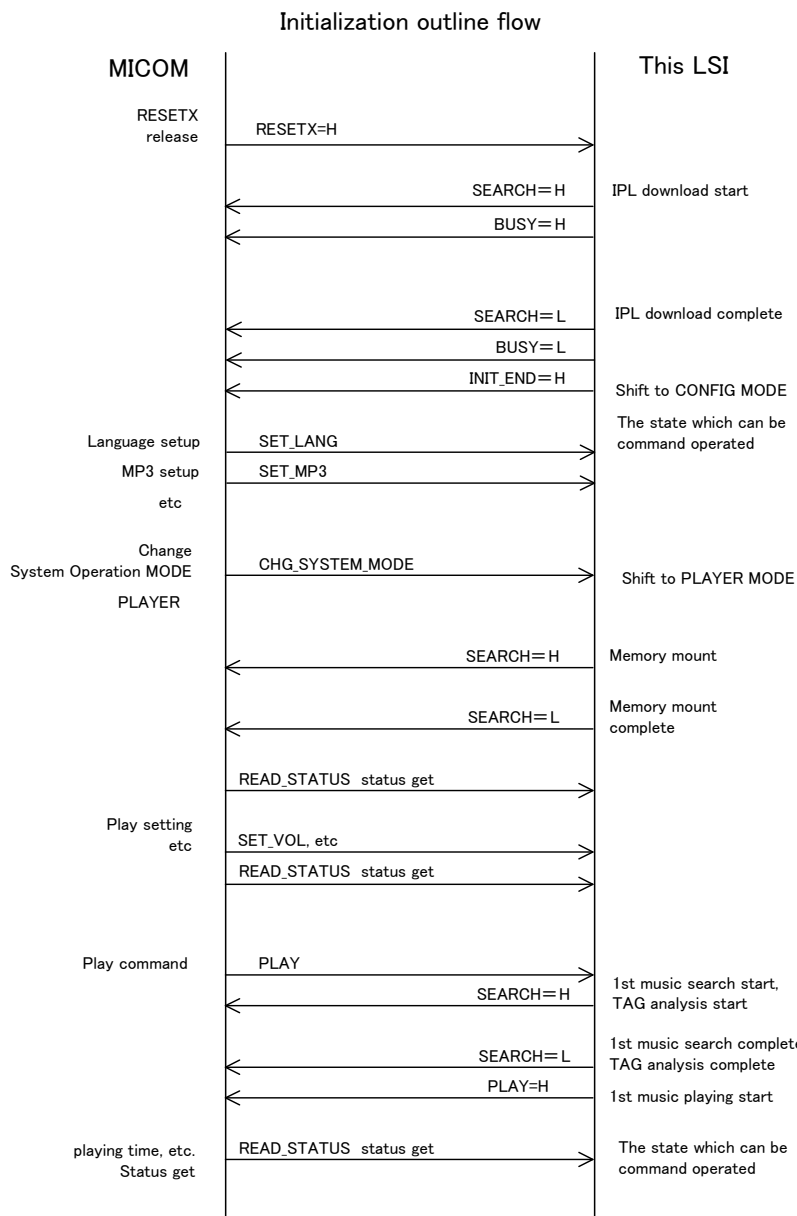 Initialization outline flow
MICOM
This LSI
RESETX
release
RESETX=H
SEARCH=H
IPL download start
BUSY=H
SEARCH=L
IPL download complete
BUSY=L
INIT_END=H
Shift to CONFIG MODE
The state which can be
command operated
Language setup
SET_LANG
MP3 setup
SET_MP3
etc
Change
System Operation MODE
PLAYER
CHG_SYSTEM_MODE
Shift to PLAYER MODE
SEARCH=H
Memory mount
SEARCH=L
Memory mount
complete
READ_STATUS status get
Play setting
etc
SET_VOL, etc
READ_STATUS status get
Play command
PLAY
SEARCH=H
1st music search start,
TAG analysis start
SEARCH=L
1st music search complete
TAG analysis complete
PLAY=H
1st music playing start
playing time, etc.
Status get
READ_STATUS status get
The state which can be
command operated